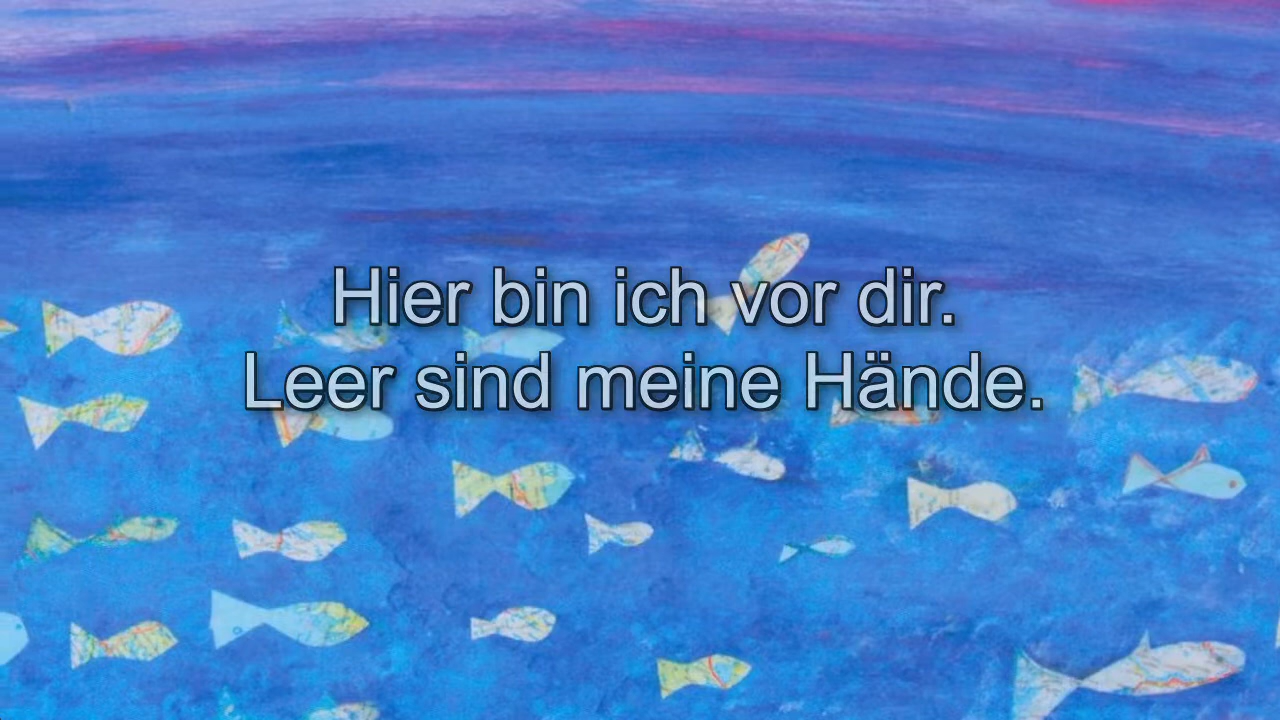 Hier bin ich vor dir.
Leer sind meine Hände.